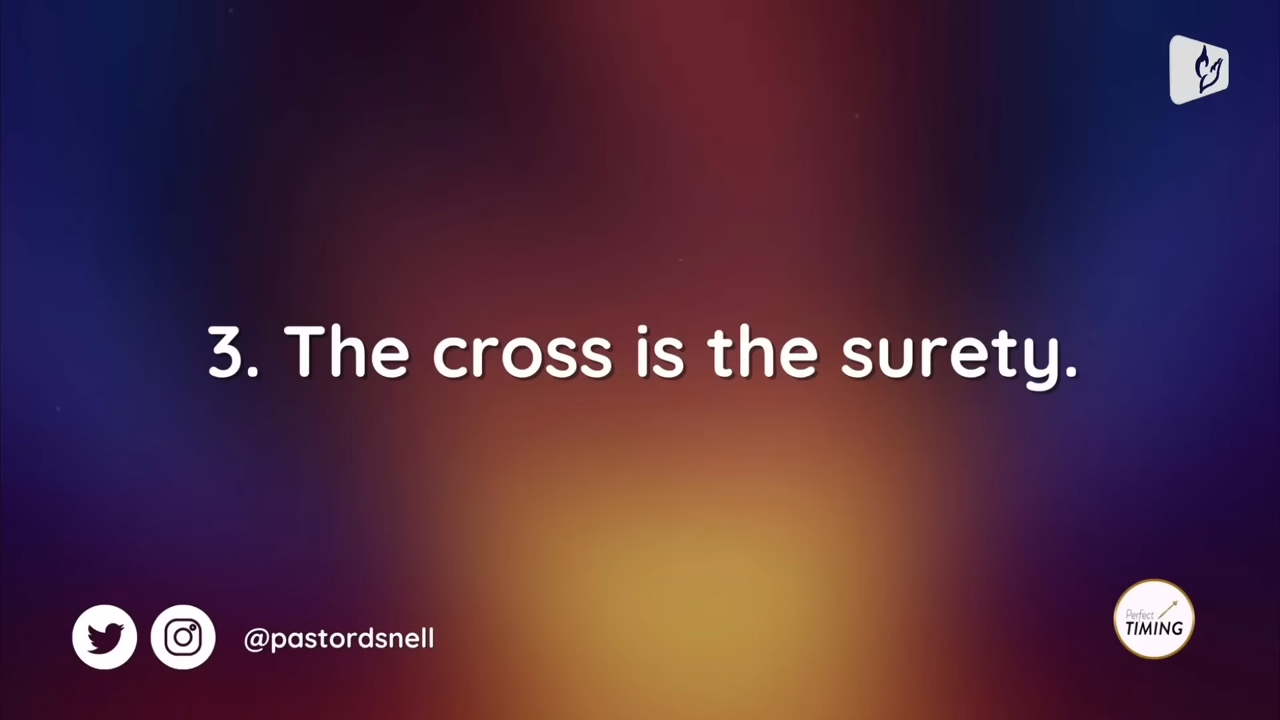 3. The cross is the surety.
@pastordsnell
Perfect
TIMING